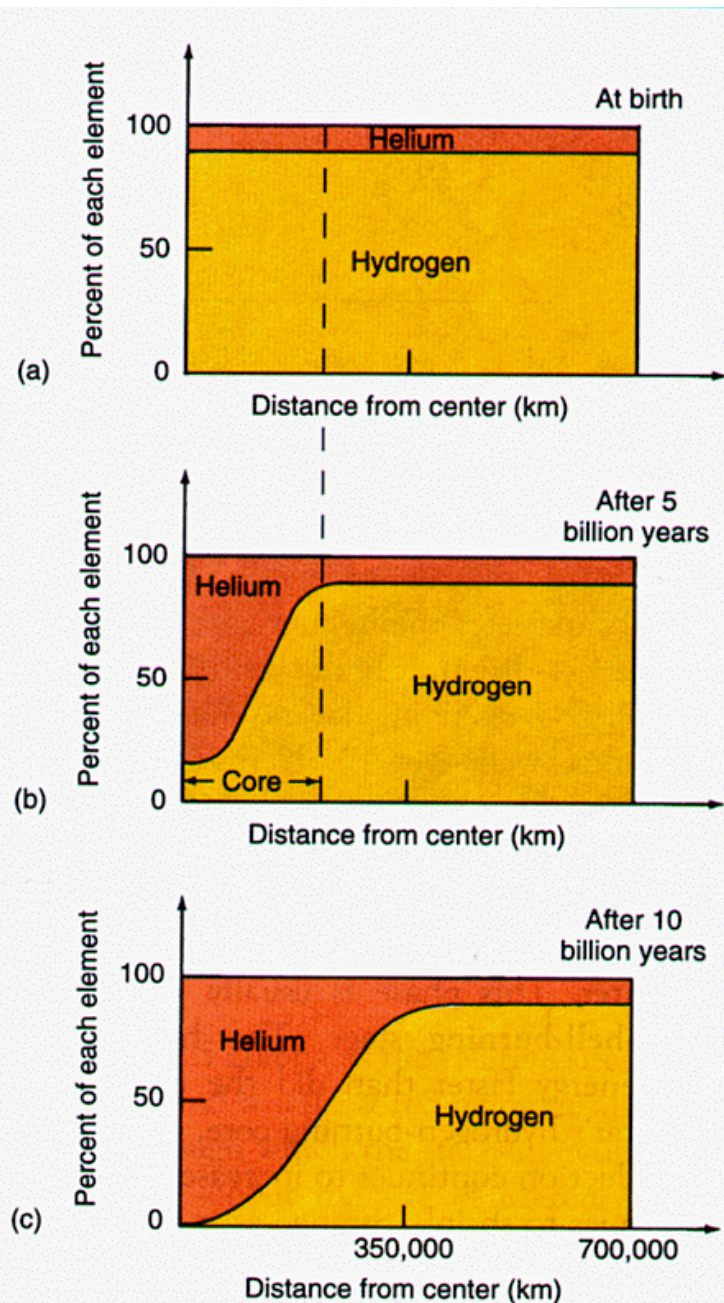 At birth
Percent of each element
100
50
0
Helium
Hydrogen
(a)
Distance from center (km)
After 5
billion years
Percent of each element
100
50
0
Helium
Hydrogen
Core
(b)
Distance from center (km)
After 10
billion years
Percent of each element
100
50
0
Helium
Hydrogen
(c)
350,000
700,000
Distance from center (km)